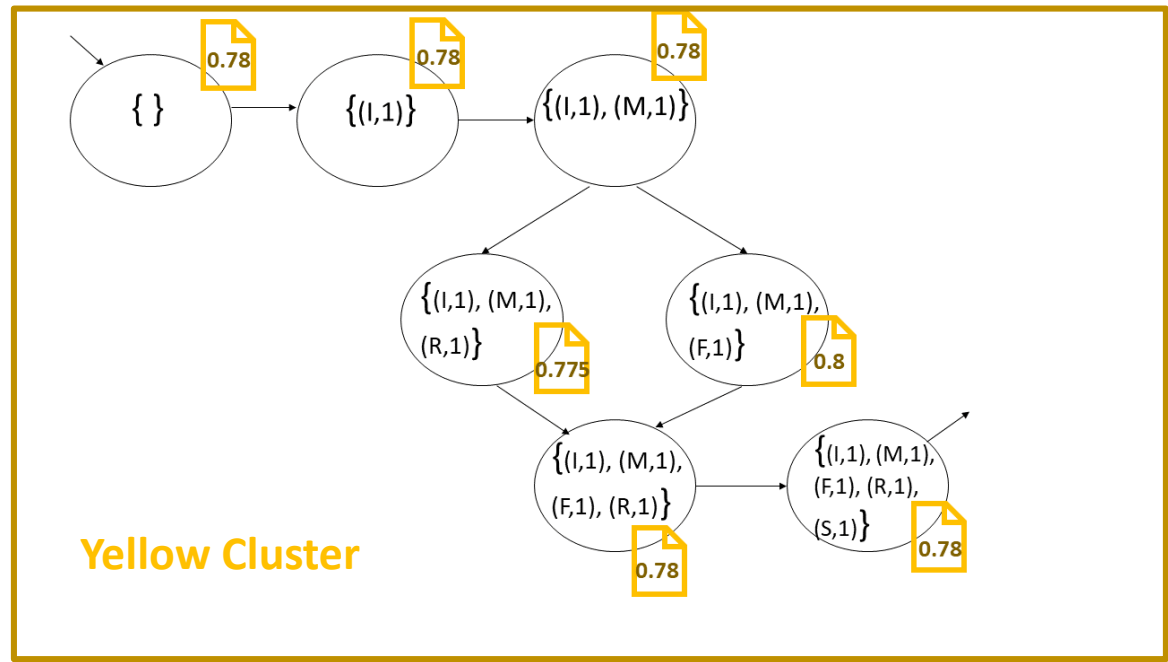 0.78
0.78
0.78
{ }
{(I,1)}
{(I,1), (M,1)}
{(I,1), (M,1),
(R,1)}
0.775
{(I,1), (M,1),
(F,1)}
0.8
{(I,1), (M,1),
(F,1), (R,1)}
0.78
{(I,1), (M,1),
(F,1), (R,1),
(S,1)}
0.78
Yellow Cluster